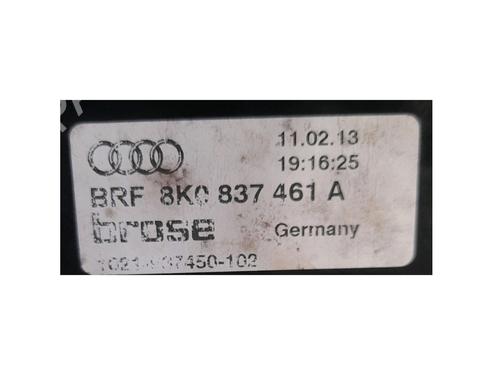 11.02.13
19:16:25
BRF 8K0 837 461 A
brose Germany